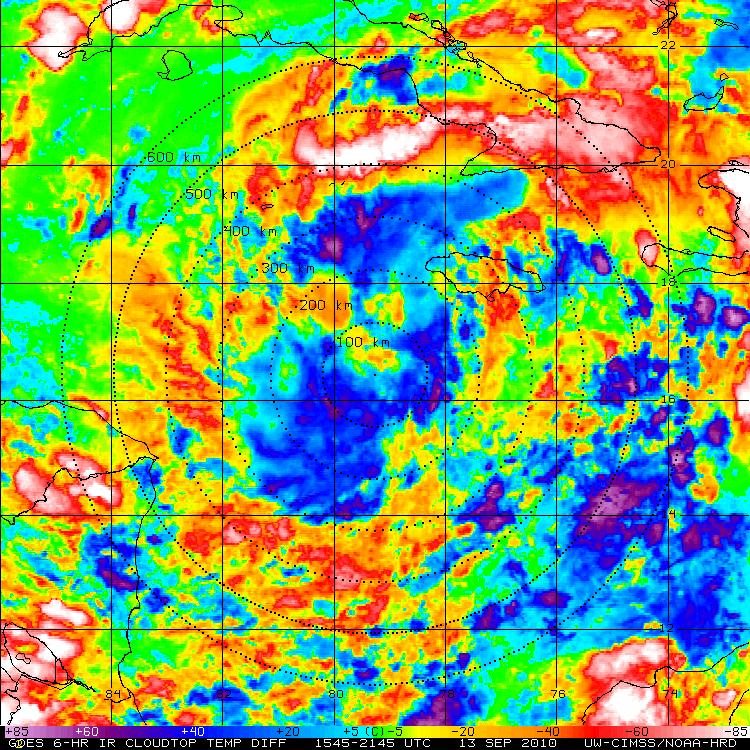 22
20
600 km
500 km
400 km
300 km
18
200 km
100 km
16
14
12
84 82 80 78 76 74
+85 +60 +40 +20 +5 (C) -5 -20 -40 -60 -85
GOES 6-HR IR CLOUDTOP TEMP DIFF 1545-2145 UTC 13 SEP 2010 UW-CIMSS/NOAA-HRD